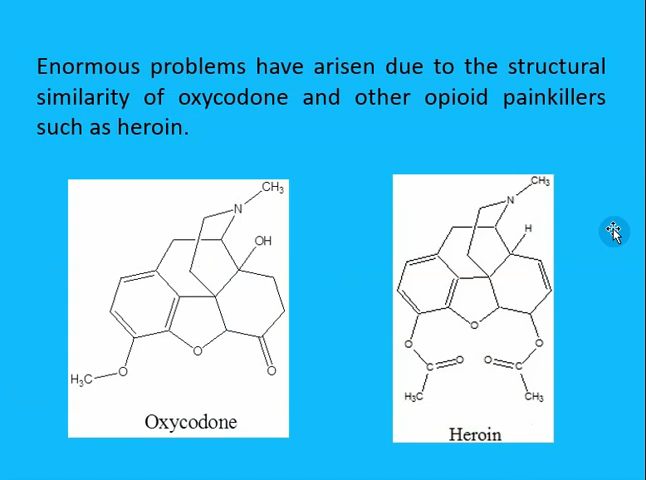 Enormous problems have arisen due to the structural
similarity of oxycodone and other opioid painkillers
such as heroin.
CH₃
N
OH
O
O
H₃C
O
Oxycodone
CH₃
N
H
O
O
O
C
O
O
C
H₃C
CH₃
Heroin